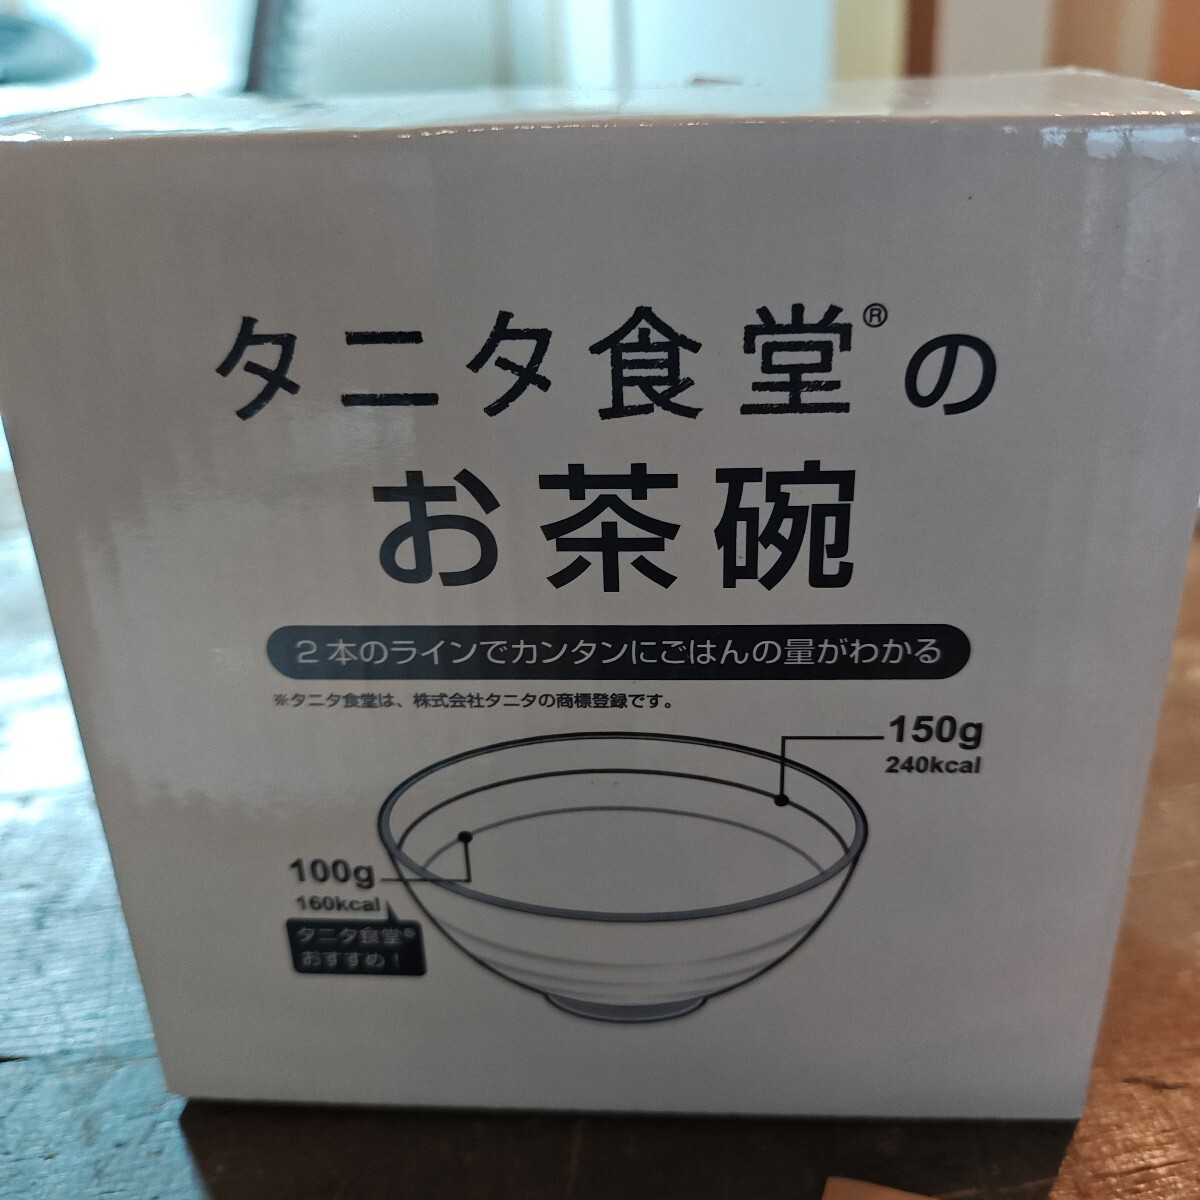 タニタ食堂®の
お茶碗
2本のラインでカンタンにごはんの量がわかる
※タニタ食堂は、株式会社タニタの商標登録です。
150g
240kcal
100g
160kcal
タニタ食堂®
おすすめ!